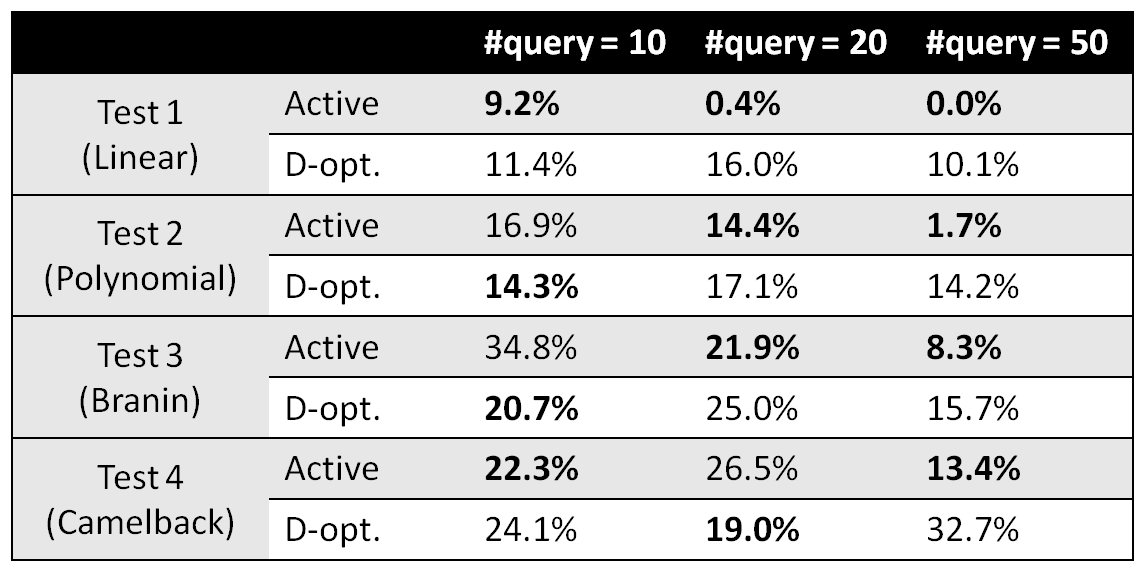 #query = 10 #query = 20 #query = 50
Test 1
(Linear)
Active 9.2% 0.4% 0.0%
D-opt. 11.4% 16.0% 10.1%
Test 2
(Polynomial)
Active 16.9% 14.4% 1.7%
D-opt. 14.3% 17.1% 14.2%
Test 3
(Branin)
Active 34.8% 21.9% 8.3%
D-opt. 20.7% 25.0% 15.7%
Test 4
(Camelback)
Active 22.3% 26.5% 13.4%
D-opt. 24.1% 19.0% 32.7%